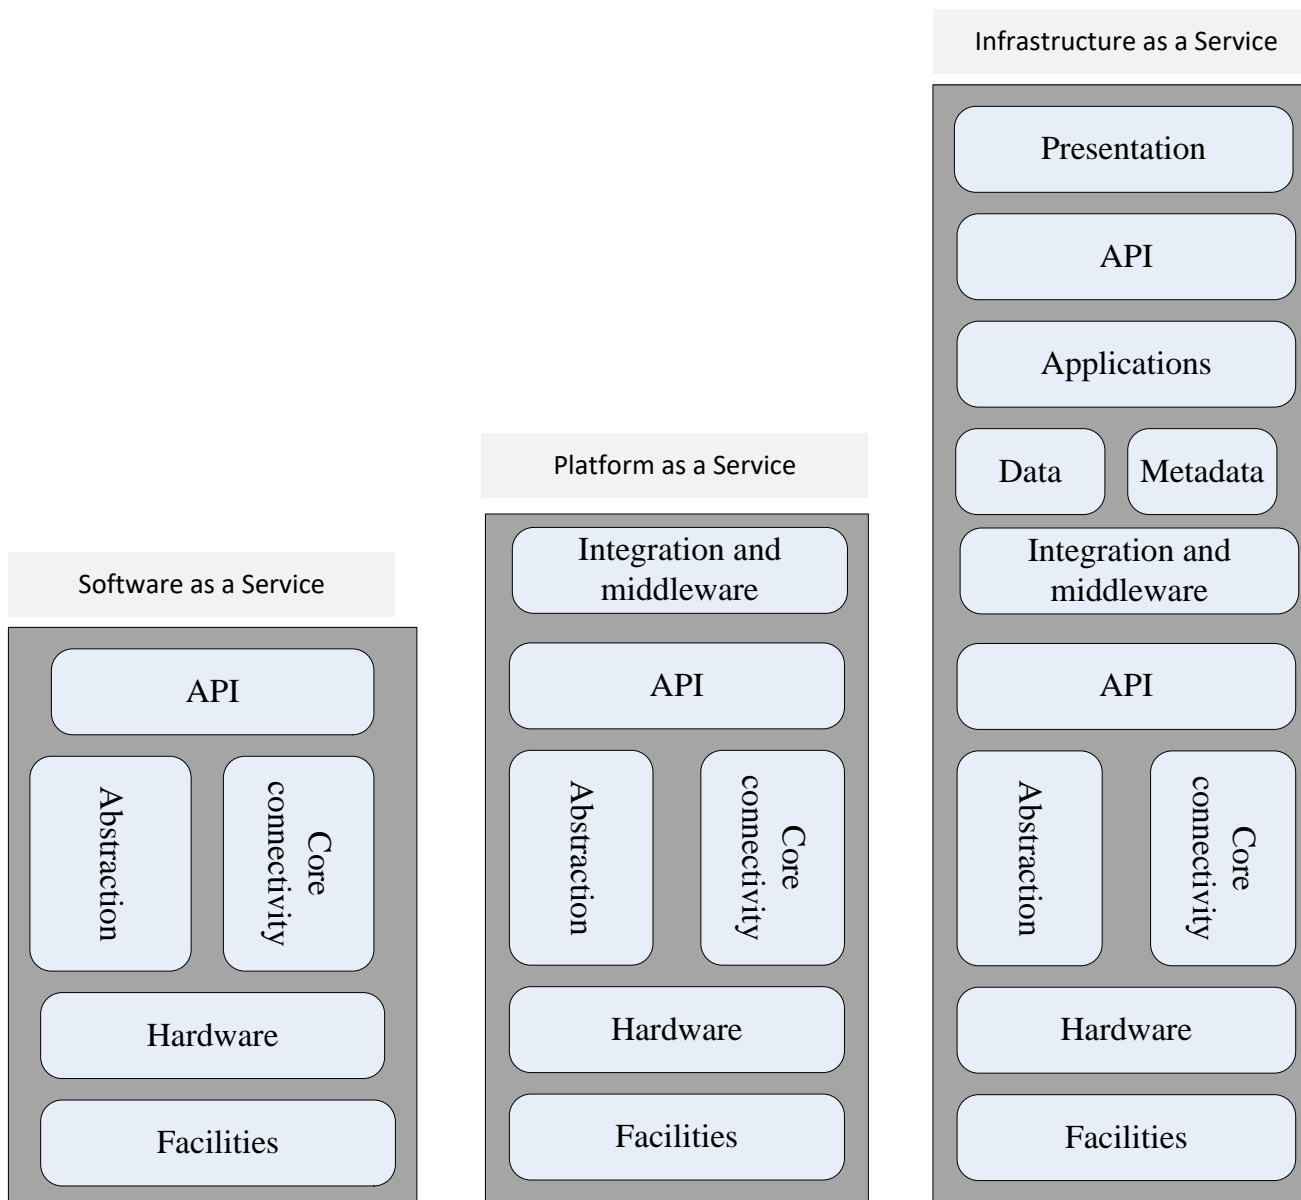 Software as a Service
API
Abstraction
Core
connectivity
Hardware
Facilities
Platform as a Service
Integration and
middleware
API
Abstraction
Core
connectivity
Hardware
Facilities
Infrastructure as a Service
Presentation
API
Applications
Data
Metadata
Integration and
middleware
API
Abstraction
Core
connectivity
Hardware
Facilities